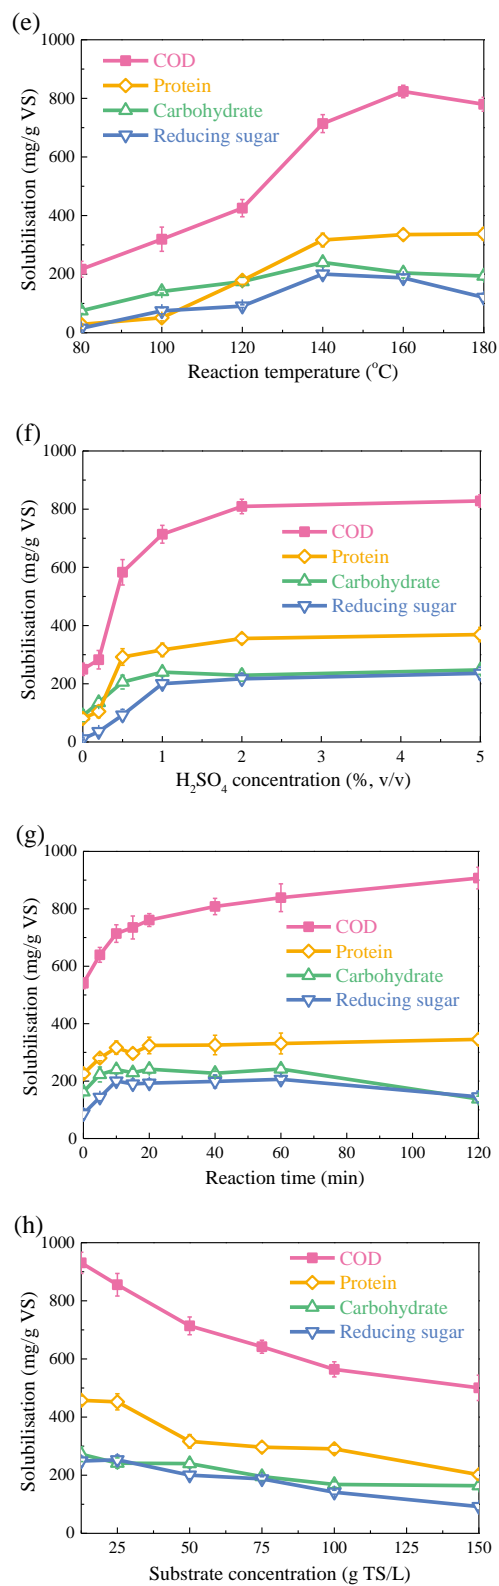 (e)
1000
800
600
400
200
0
Solubilisation (mg/g VS)
COD
Protein
Carbohydrate
Reducing sugar
80 100 120 140 160 180
Reaction temperature (°C)
(f)
1000
800
600
400
200
0
Solubilisation (mg/g VS)
COD
Protein
Carbohydrate
Reducing sugar
0 1 2 3 4 5
H₂SO₄ concentration (%, v/v)
(g)
1000
800
600
400
200
0
Solubilisation (mg/g VS)
COD
Protein
Carbohydrate
Reducing sugar
0 20 40 60 80 100 120
Reaction time (min)
(h)
1000
800
600
400
200
0
Solubilisation (mg/g VS)
COD
Protein
Carbohydrate
Reducing sugar
25 50 75 100 125 150
Substrate concentration (g TS/L)